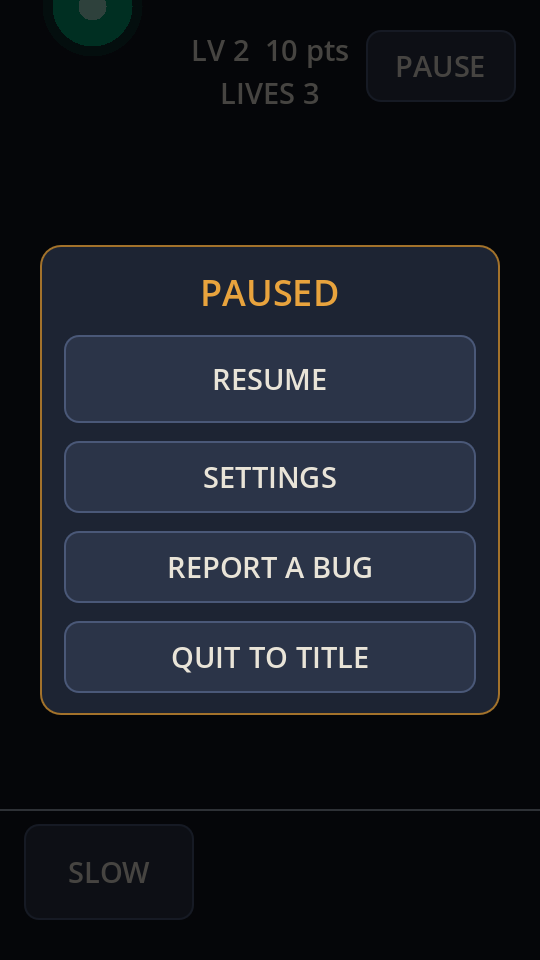 LV 2  10 pts
LIVES 3
PAUSE
PAUSED
RESUME
SETTINGS
REPORT A BUG
QUIT TO TITLE
SLOW